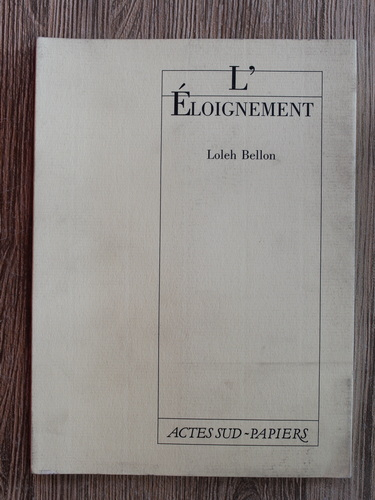 L'
ÉLOIGNEMENT
Loleh Bellon
ACTES SUD-PAPIERS